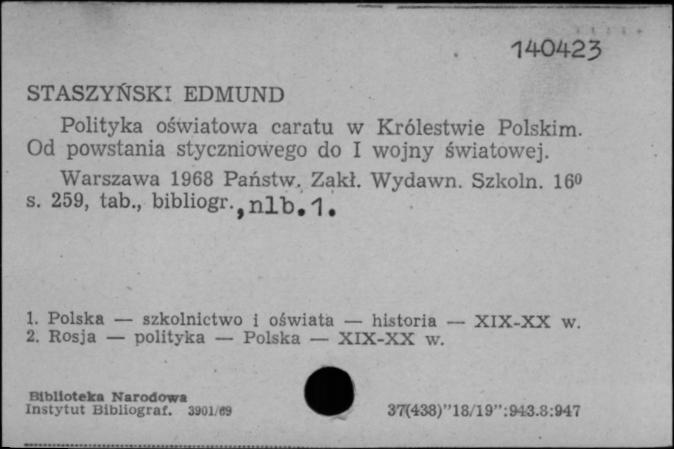 140423
STASZYŃSKI EDMUND
Polityka oświatowa caratu w Królestwie Polskim.
Od powstania styczniowego do I wojny światowej.
Warszawa 1968 Państw. Zakł. Wydawn. Szkoln. 16⁰
s. 259, tab., bibliogr., nlb. 1.
1. Polska — szkolnictwo i oświata — historia — XIX-XX w.
2. Rosja — polityka — Polska — XIX-XX w.
Biblioteka Narodowa
Instytut Bibliograf. 3901/69
37(438)"18/19":943.8:947